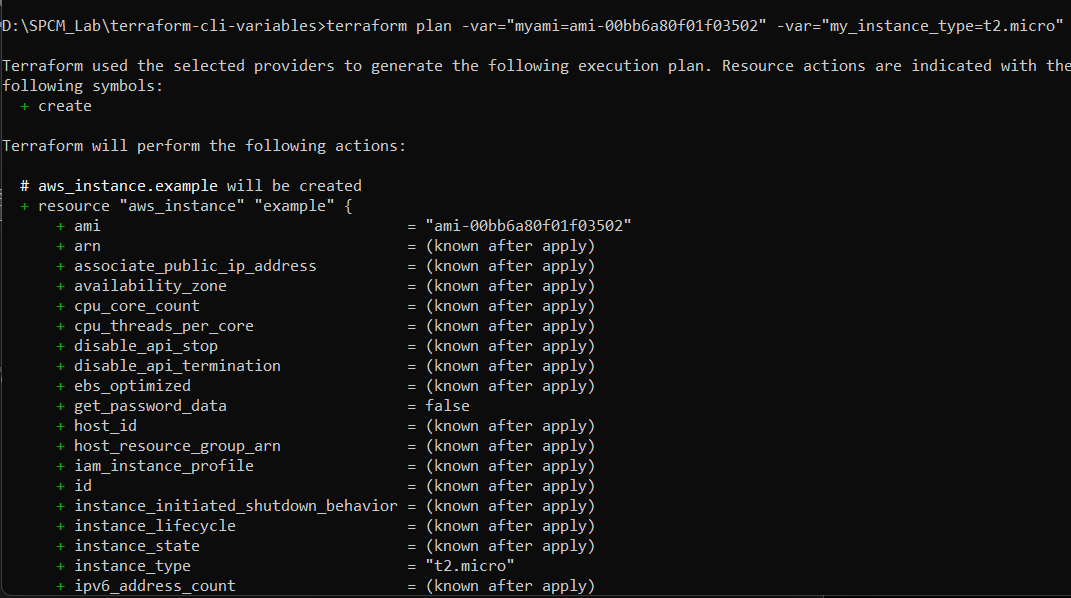 D:\SPCM_Lab\terraform-cli-variables>terraform plan -var="myami=ami-00bb6a80f01f03502" -var="my_instance_type=t2.micro"
Terraform used the selected providers to generate the following execution plan. Resource actions are indicated with the
following symbols:
+ create
Terraform will perform the following actions:
# aws_instance.example will be created
+ resource "aws_instance" "example" {
+ ami = "ami-00bb6a80f01f03502"
+ arn = (known after apply)
+ associate_public_ip_address = (known after apply)
+ availability_zone = (known after apply)
+ cpu_core_count = (known after apply)
+ cpu_threads_per_core = (known after apply)
+ disable_api_stop = (known after apply)
+ disable_api_termination = (known after apply)
+ ebs_optimized = (known after apply)
+ get_password_data = false
+ host_id = (known after apply)
+ host_resource_group_arn = (known after apply)
+ iam_instance_profile = (known after apply)
+ id = (known after apply)
+ instance_initiated_shutdown_behavior = (known after apply)
+ instance_lifecycle = (known after apply)
+ instance_state = (known after apply)
+ instance_type = "t2.micro"
+ ipv6_address_count = (known after apply)